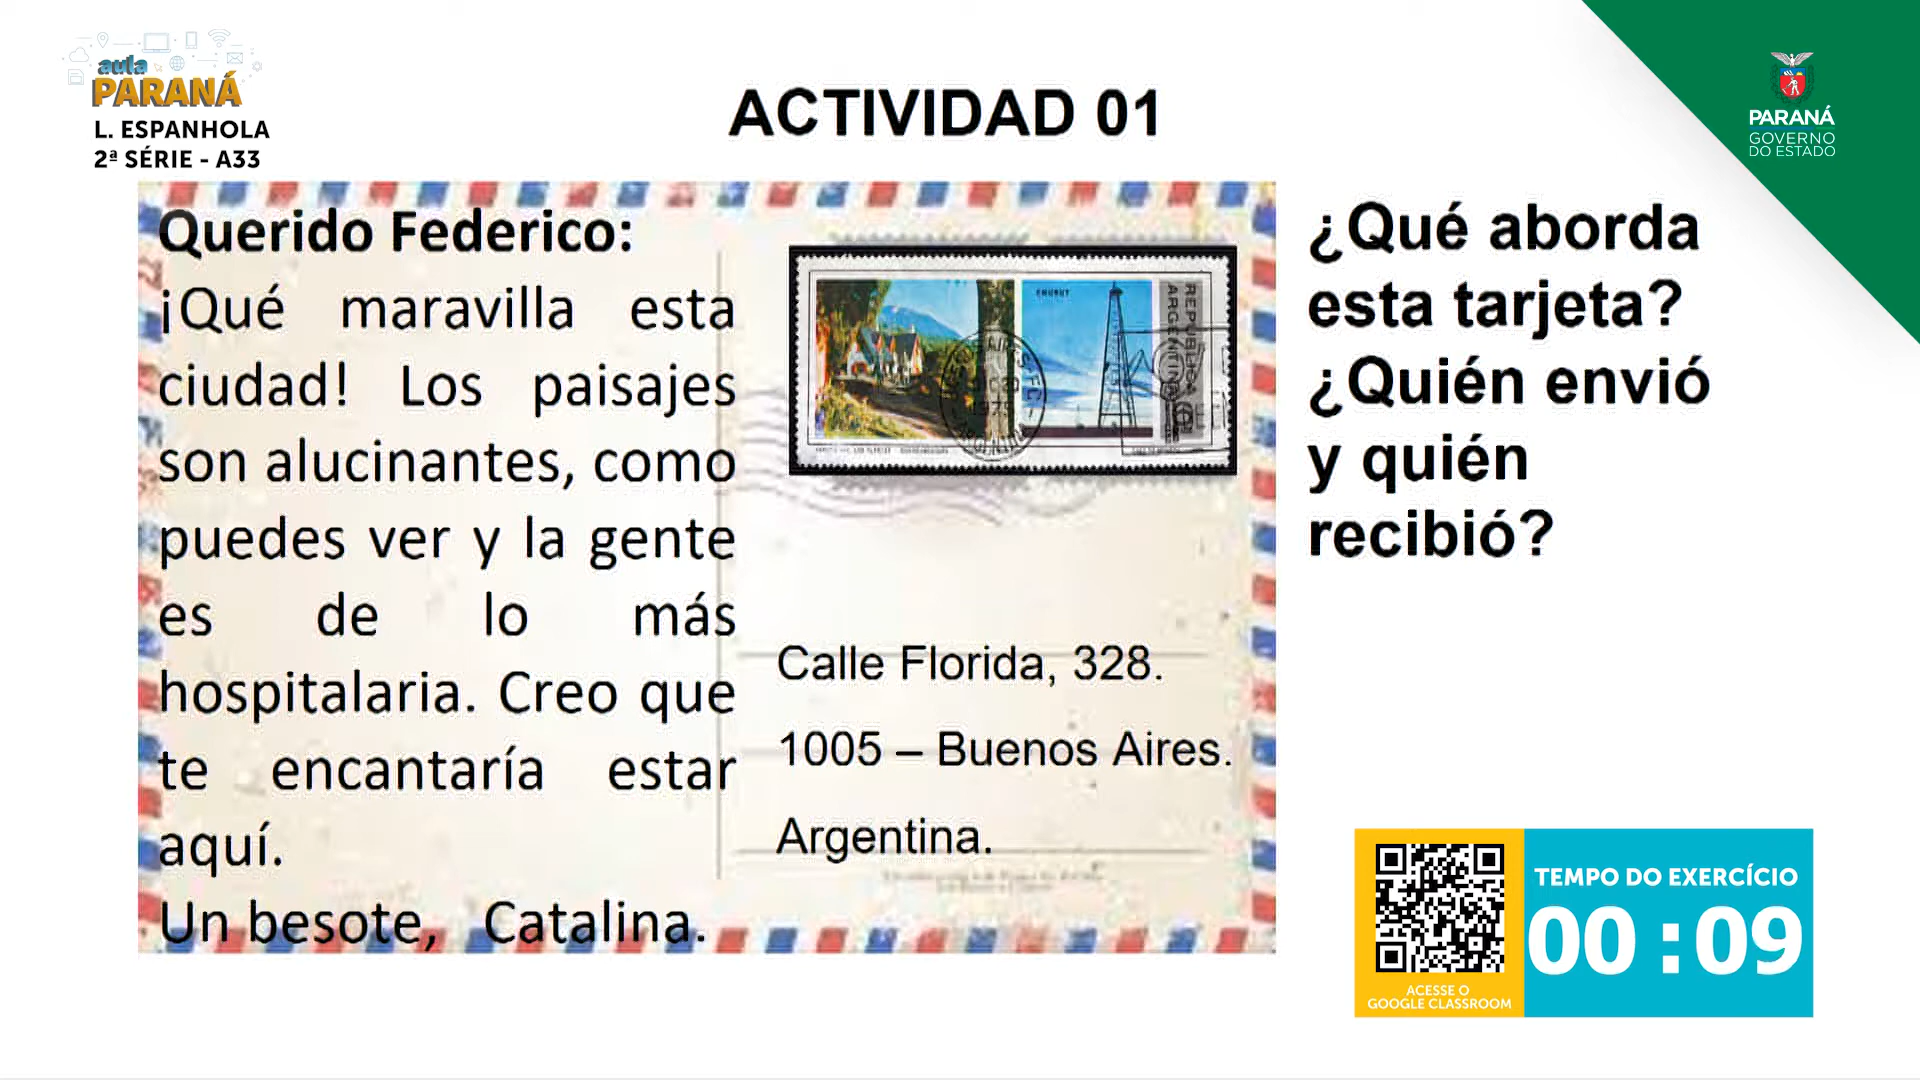 aula
PARANÁ
L. ESPANHOLA
2ª SÉRIE - A33
ACTIVIDAD 01
PARANÁ
GOVERNO
DO ESTADO
Querido Federico:
¡Qué maravilla esta
ciudad! Los paisajes
son alucinantes, como
puedes ver y la gente
es de lo más
hospitalaria. Creo que
te encantaría estar
aquí.
Un besote, Catalina.
CHUBUT
REPUBLICA
ARGENTINA
Calle Florida, 328.
1005 – Buenos Aires.
Argentina.
¿Qué aborda
esta tarjeta?
¿Quién envió
y quién
recibió?
ACESSE O
GOOGLE CLASSROOM
TEMPO DO EXERCÍCIO
00 : 09